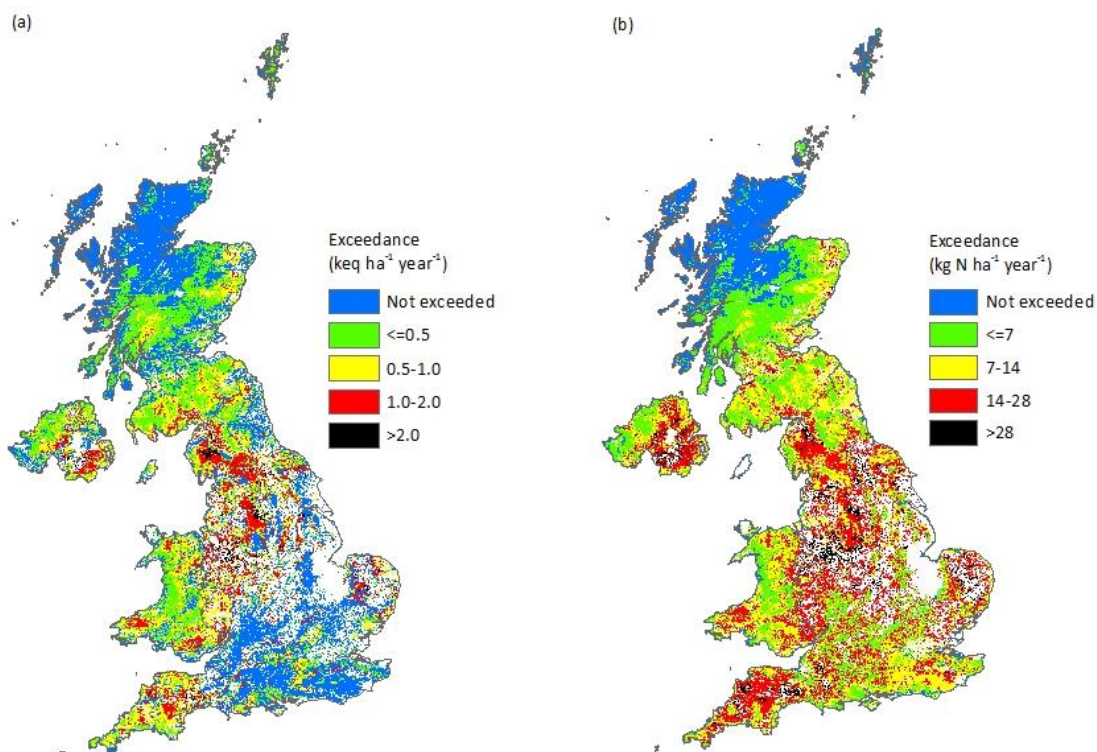 (a)
Exceedance
(keq ha⁻¹ year⁻¹)
Not exceeded
<=0.5
0.5-1.0
1.0-2.0
>2.0
(b)
Exceedance
(kg N ha⁻¹ year⁻¹)
Not exceeded
<=7
7-14
14-28
>28